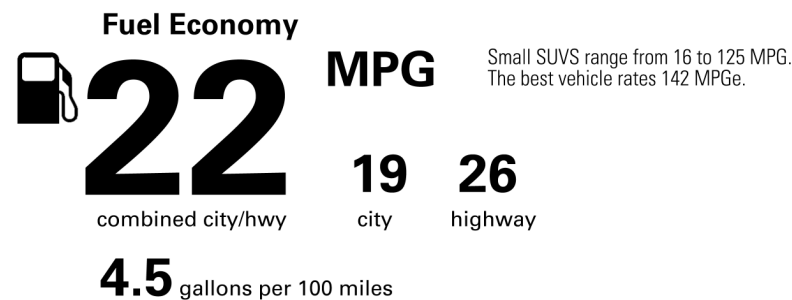 Fuel Economy
22
MPG
Small SUVS range from 16 to 125 MPG.
The best vehicle rates 142 MPGe.
19 26
combined city/hwy city highway
4.5 gallons per 100 miles